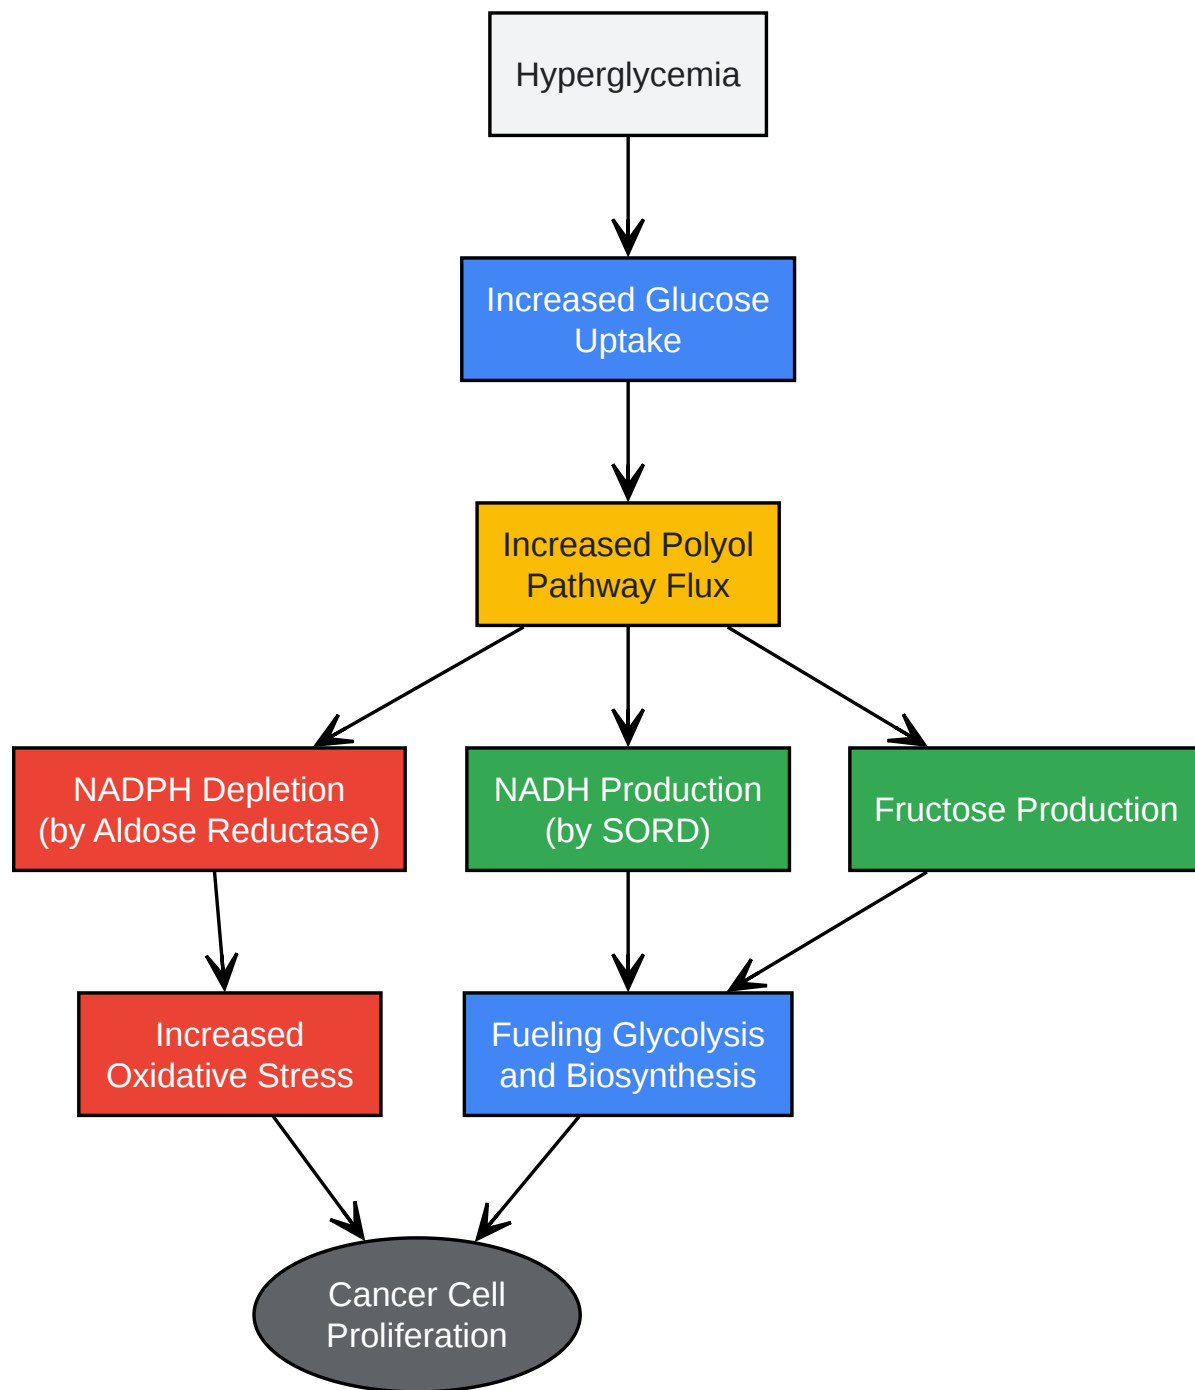 Hyperglycemia
Increased Glucose
Uptake
Increased Polyol
Pathway Flux
NADPH Depletion
(by Aldose Reductase)
NADH Production
(by SORD)
Fructose Production
Increased
Oxidative Stress
Fueling Glycolysis
and Biosynthesis
Cancer Cell
Proliferation